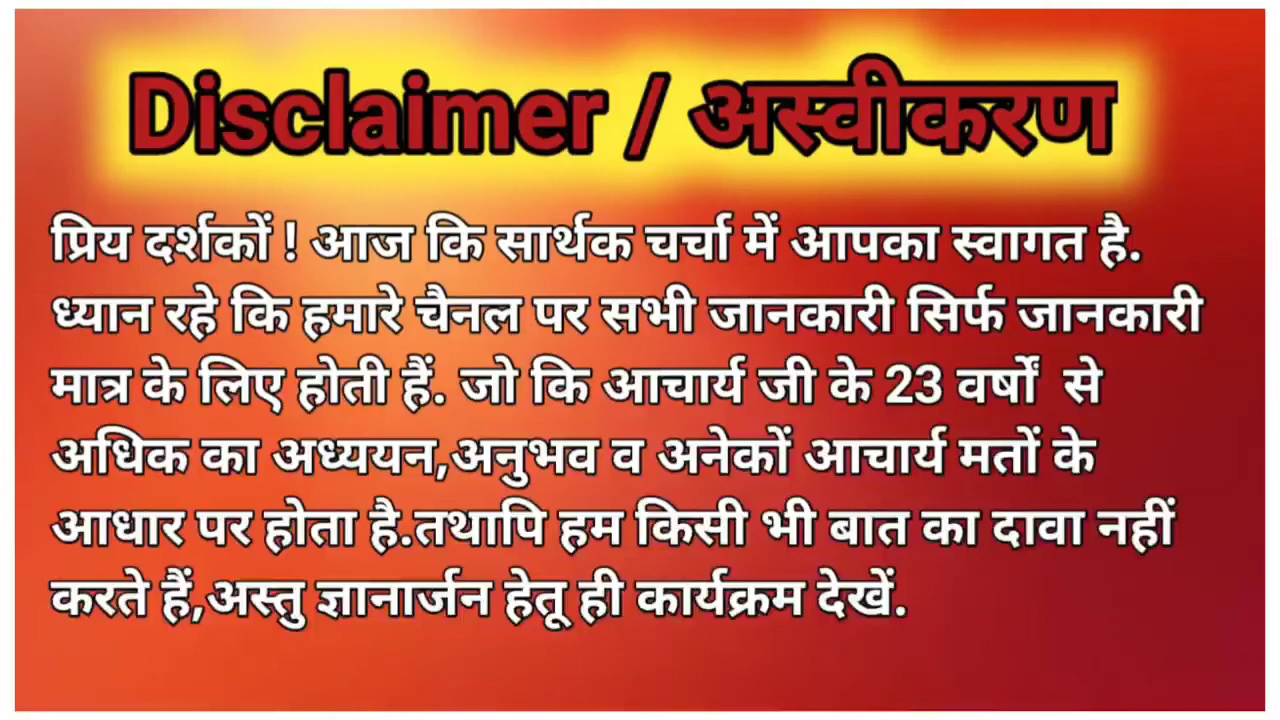 Disclaimer / अस्वीकरण
प्रिय दर्शकों ! आज कि सार्थक चर्चा में आपका स्वागत है.
ध्यान रहे कि हमारे चैनल पर सभी जानकारी सिर्फ जानकारी
मात्र के लिए होती हैं. जो कि आचार्य जी के 23 वर्षों से
अधिक का अध्ययन,अनुभव व अनेकों आचार्य मतों के
आधार पर होता है.तथापि हम किसी भी बात का दावा नहीं
करते हैं,अस्तु ज्ञानार्जन हेतू ही कार्यक्रम देखें.